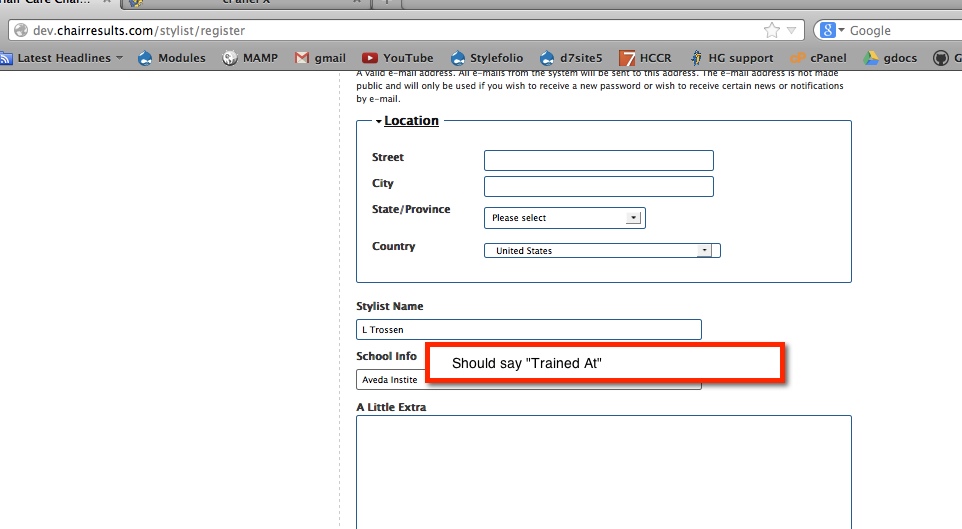 dev.chairresults.com/stylist/register
Google
Latest Headlines Modules MAMP gmail YouTube Stylefolio d7site5 HCCR HG support cPanel gdocs
A valid e-mail address. All e-mails from the system will be sent to this address. The e-mail address is not made
public and will only be used if you wish to receive a new password or wish to receive certain news or notifications
by e-mail.
Location
Street
City
State/Province Please select
Country United States
Stylist Name
L Trossen
School Info
Should say "Trained At"
Aveda Instite
A Little Extra